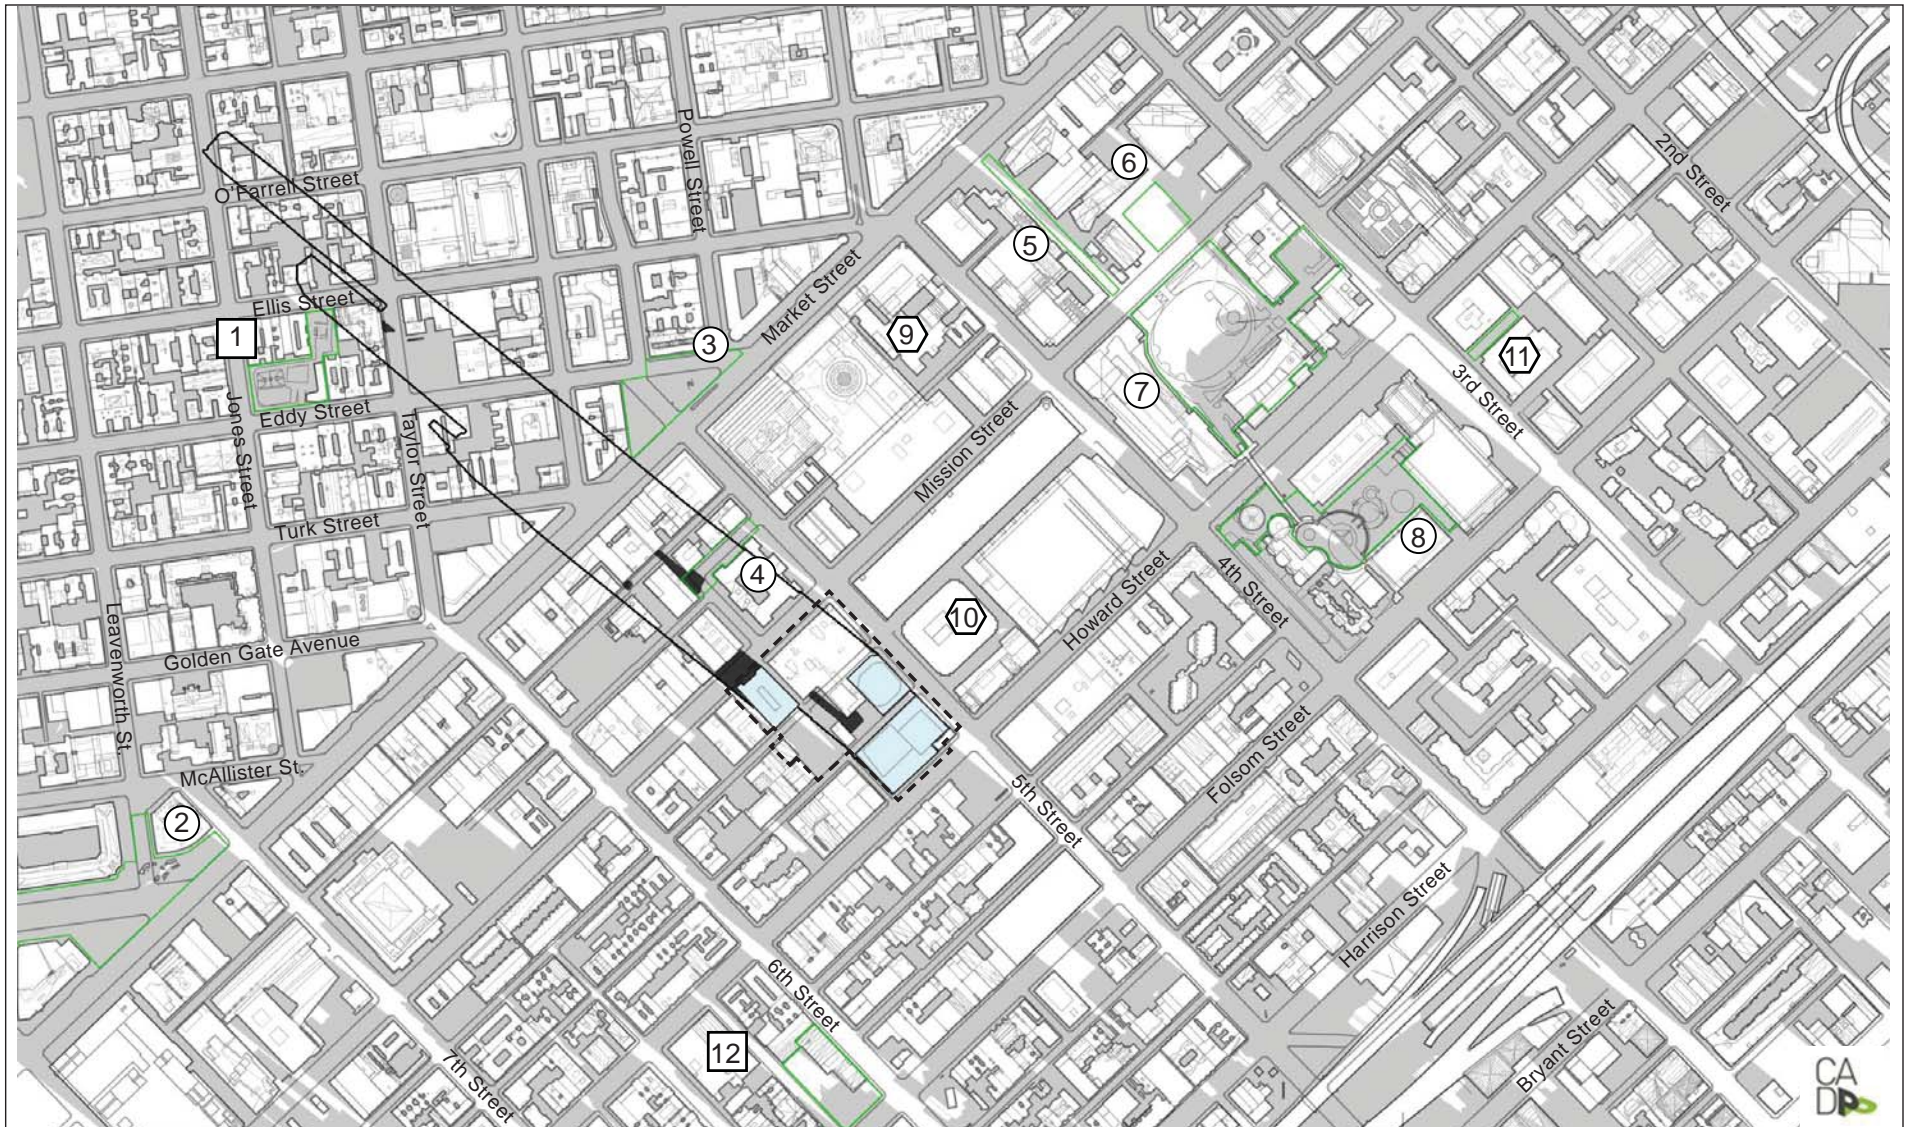 Powell Street
2nd Street
6
O'Farrell Street
5
Market Street
Ellis Street
1
3
9
11
7
3rd Street
Jones Street
Eddy Street
Taylor Street
Mission Street
Turk Street
8
4
4th Street
Howard Street
10
Leavenworth St.
Golden Gate Avenue
Folsom Street
McAllister St.
5th Street
2
Harrison Street
6th Street
12
7th Street
Bryant Street
CA
DP